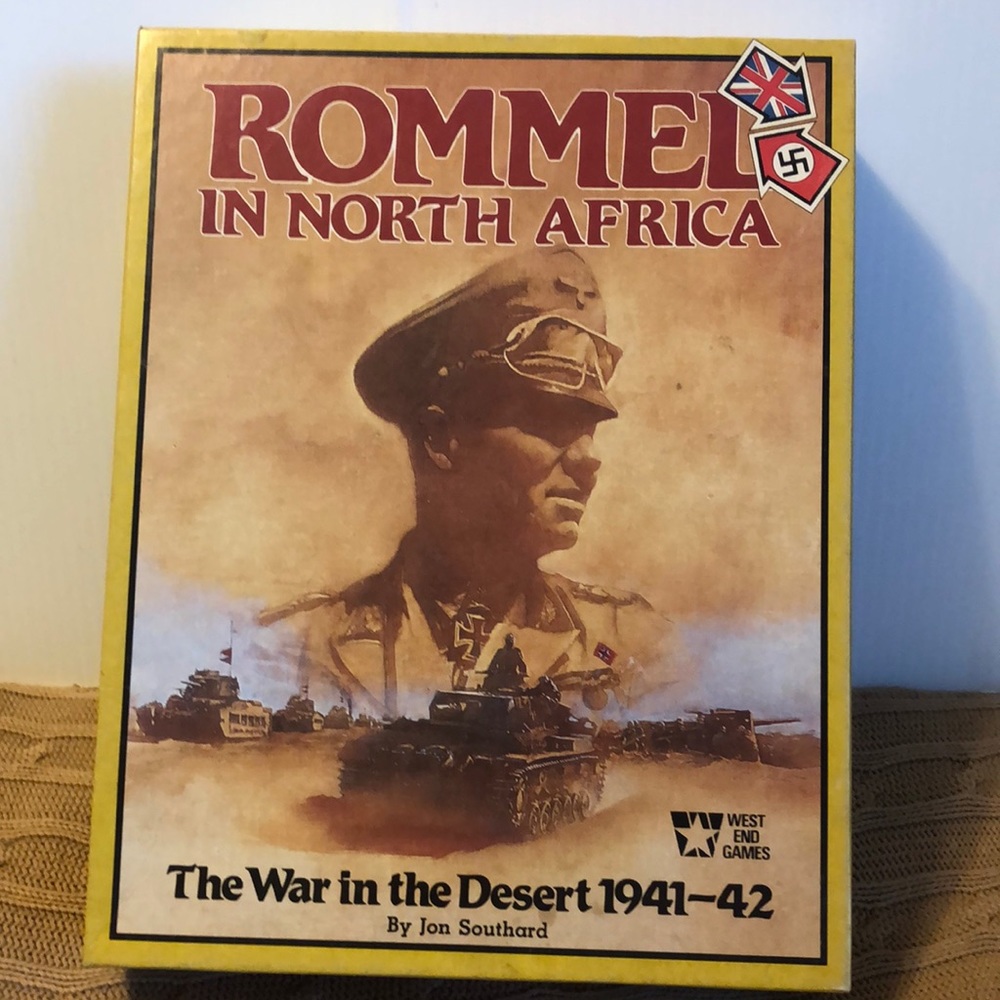 ROMMEL
IN NORTH AFRICA
WEST
END
GAMES
The War in the Desert 1941–42
By Jon Southard